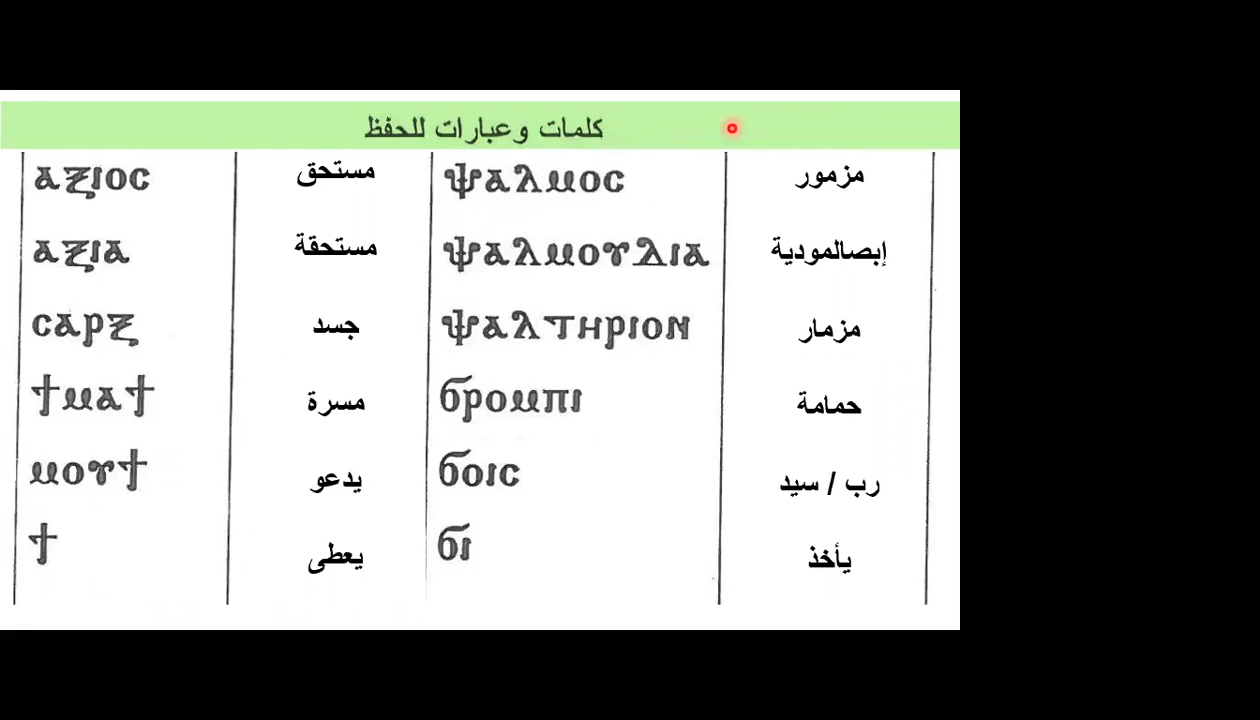 كلمات وعبارات للحفظ
ⲁⲝⲓⲟⲥ مستحق ⲯⲁⲗⲙⲟⲥ مزمور
ⲁⲝⲓⲁ مستحقة ⲯⲁⲗⲙⲟⲩⲇⲓⲁ إبصالمودية
ⲥⲁⲣⲝ جسد ⲯⲁⲗⲧⲏⲣⲓⲟⲛ مزمار
ϯⲙⲁϯ مسرة ϭⲣⲟⲙⲡⲓ حمامة
ⲙⲟⲩϯ يدعو ϭⲟⲓⲥ رب / سيد
ϯ يعطى ϭⲓ يأخذ